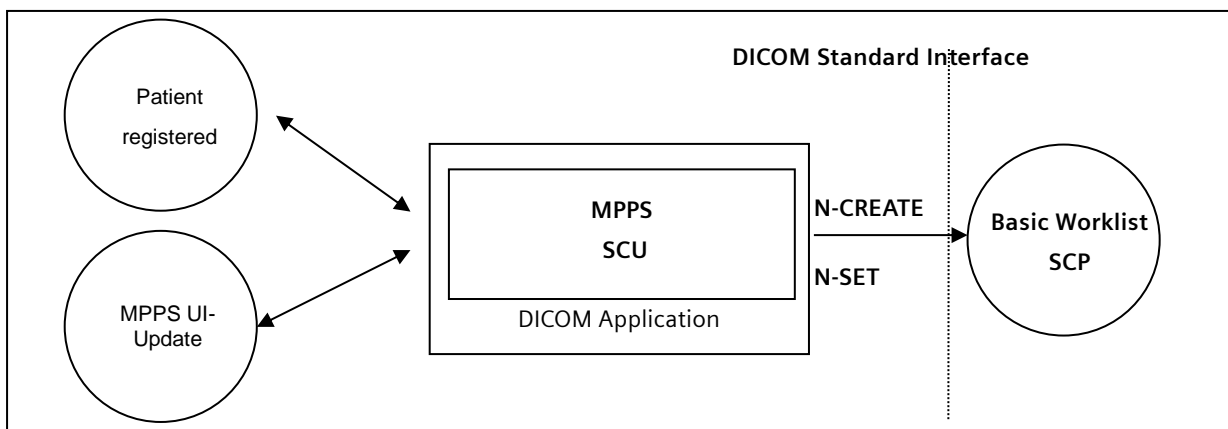 DICOM Standard Interface
Patient
registered
MPPS
SCU
DICOM Application
N-CREATE
N-SET
Basic Worklist
SCP
MPPS UI-
Update